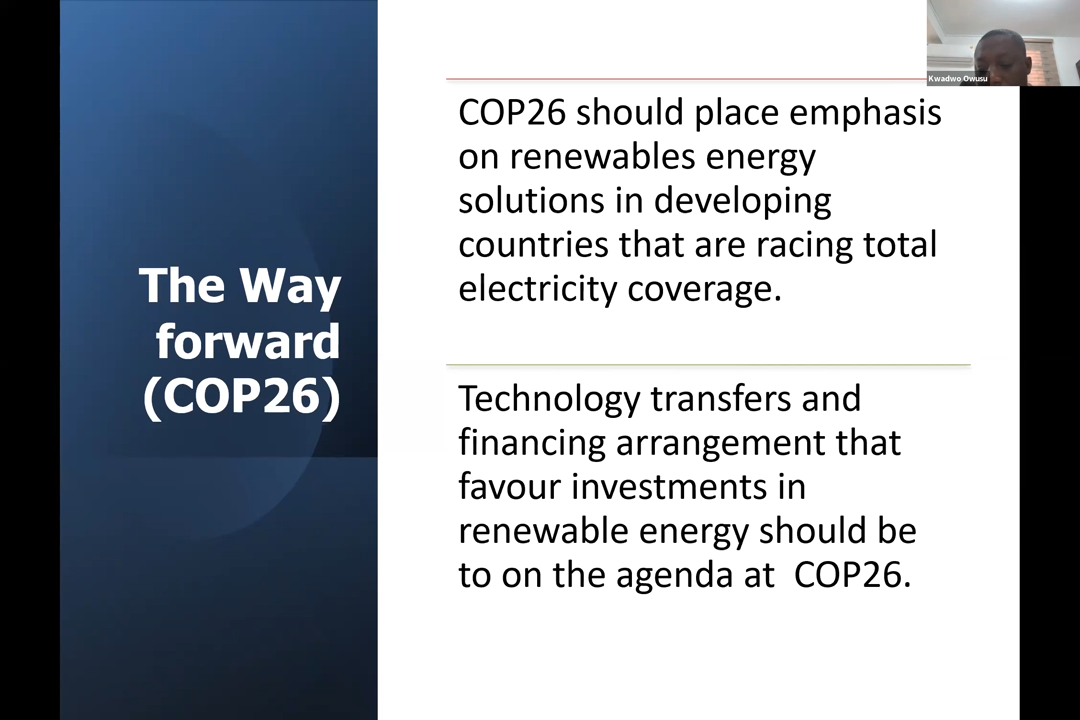 The Way
forward
(COP26)
COP26 should place emphasis
on renewables energy
solutions in developing
countries that are racing total
electricity coverage.
Technology transfers and
financing arrangement that
favour investments in
renewable energy should be
to on the agenda at  COP26.
Kwadwo Owusu